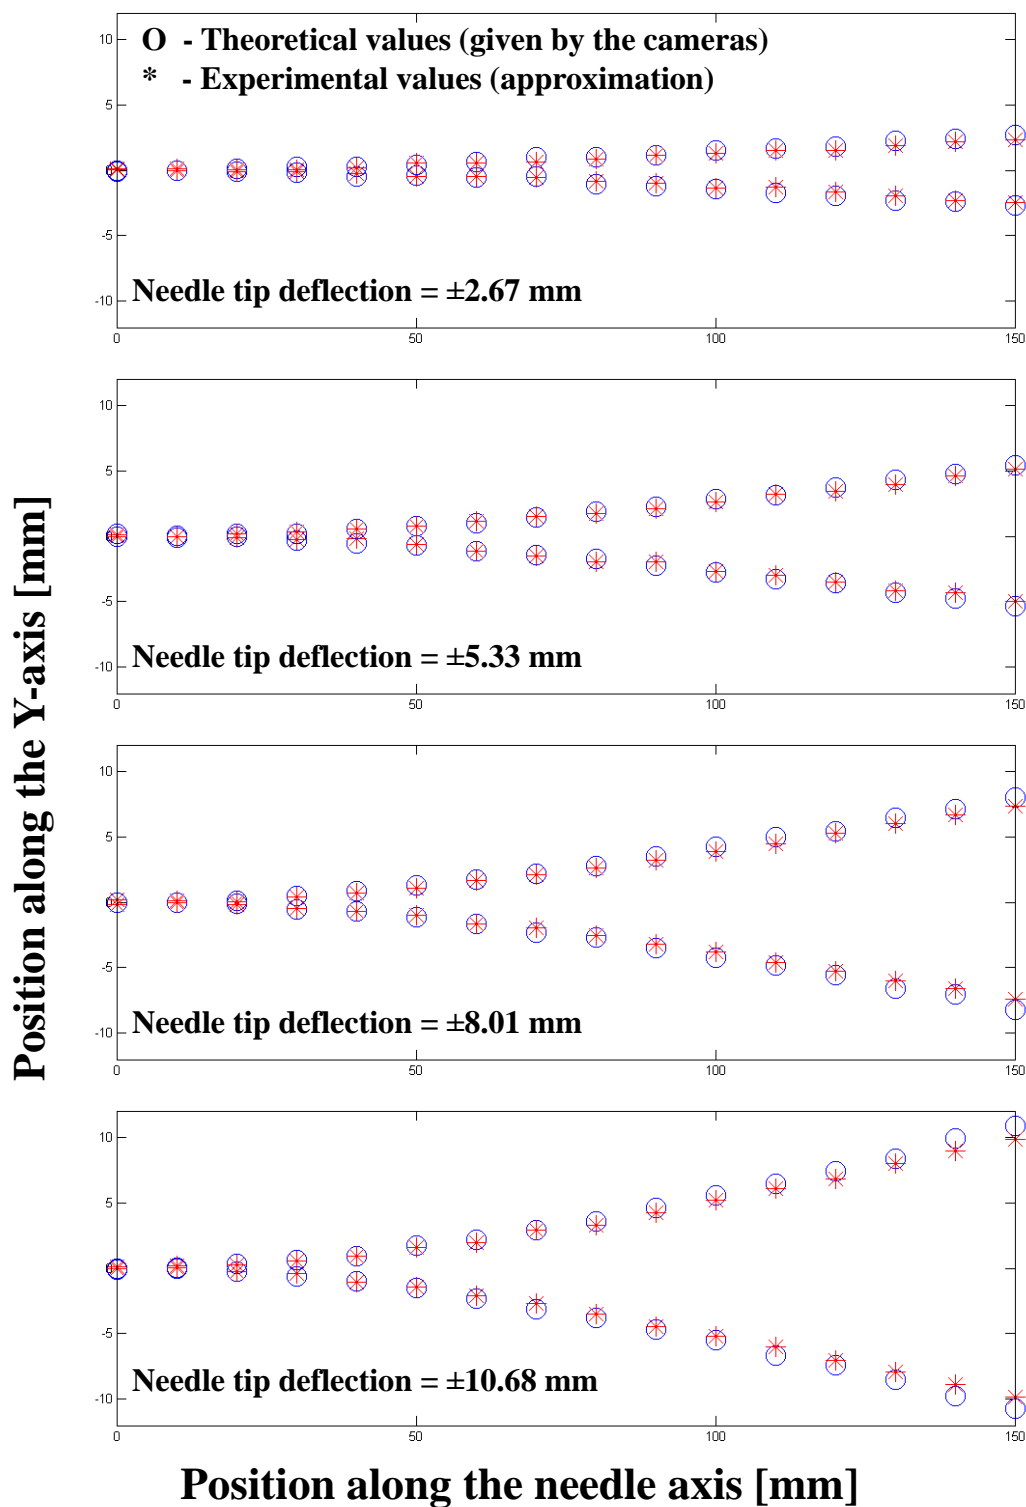 O - Theoretical values (given by the cameras)
* - Experimental values (approximation)
10
5
0
-5
-10
Needle tip deflection = ±2.67 mm
0 50 100 150
10
5
0
-5
-10
Needle tip deflection = ±5.33 mm
0 50 100 150
10
5
0
-5
-10
Needle tip deflection = ±8.01 mm
0 50 100 150
10
5
0
-5
-10
Needle tip deflection = ±10.68 mm
0 50 100 150
Position along the Y-axis [mm]
Position along the needle axis [mm]